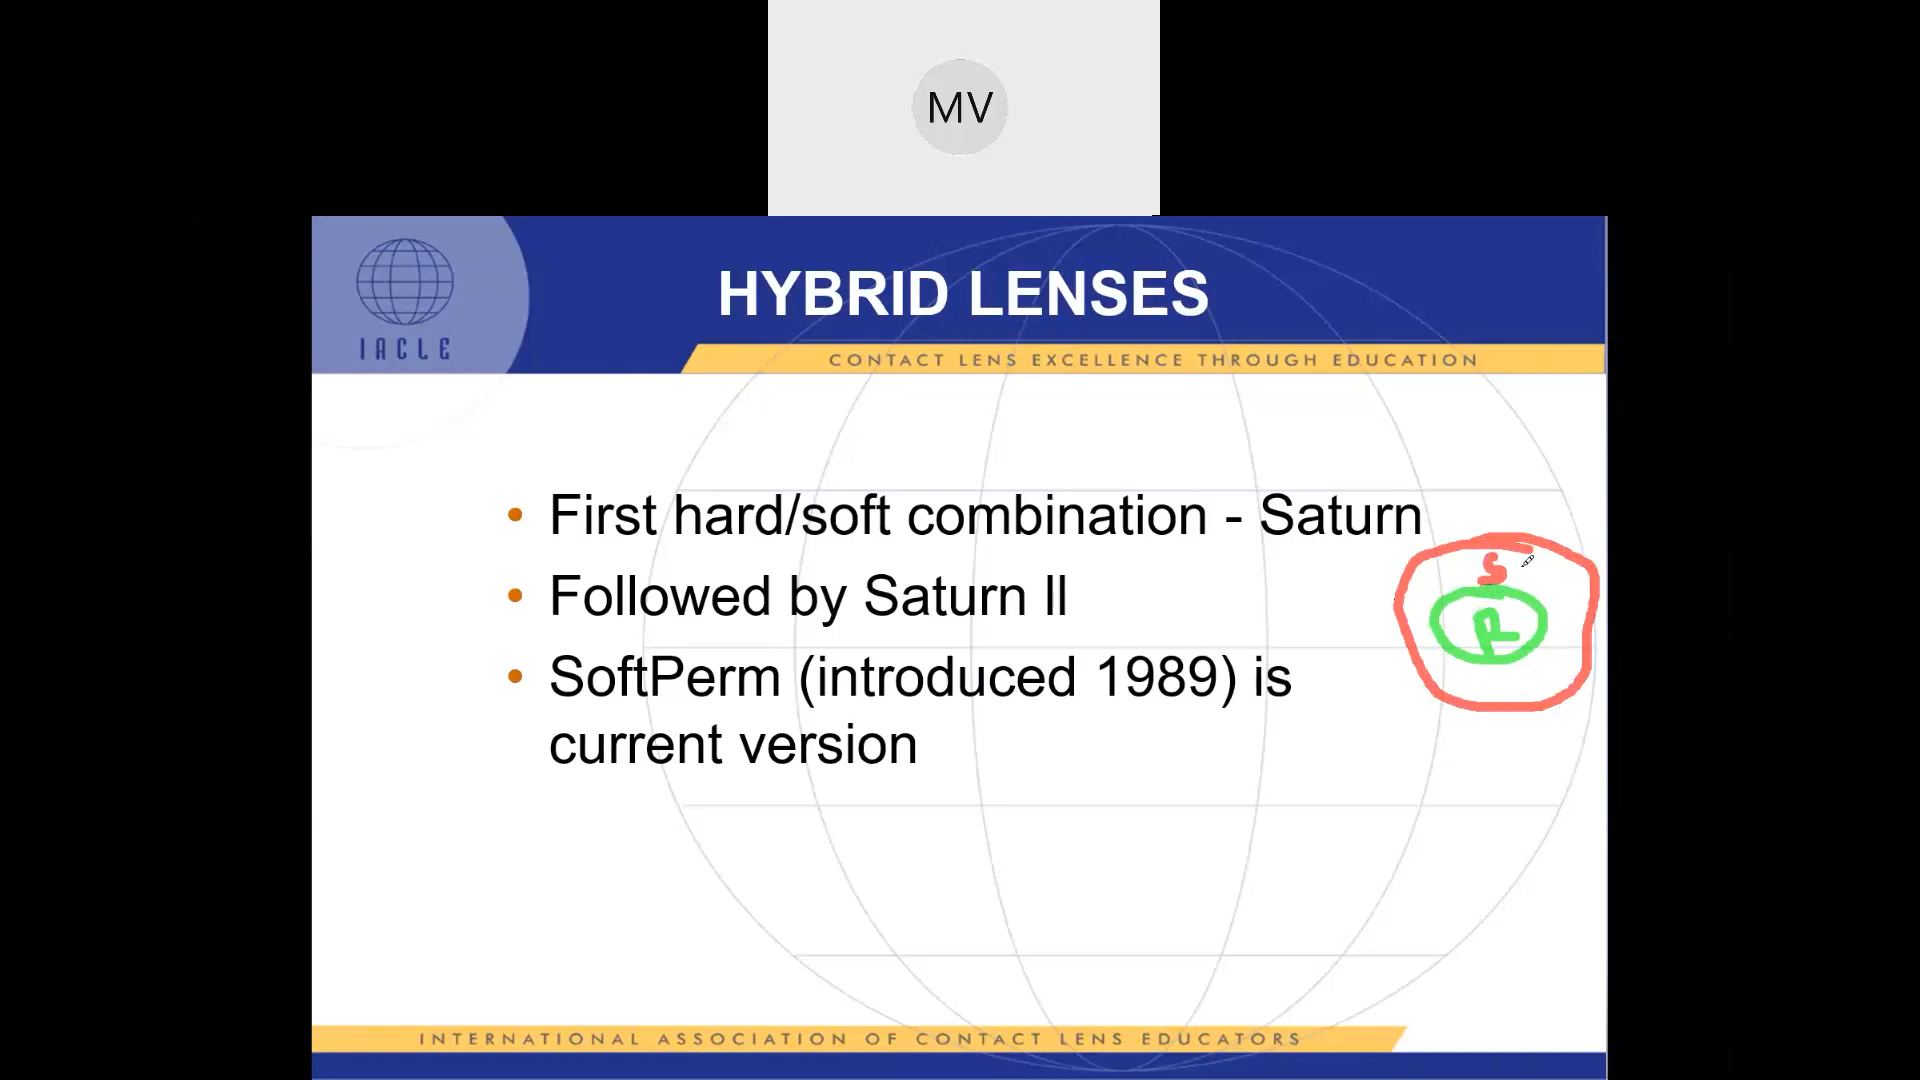 MV
HYBRID LENSES
IACLE
CONTACT LENS EXCELLENCE THROUGH EDUCATION
• First hard/soft combination - Saturn
• Followed by Saturn II
• SoftPerm (introduced 1989) is
current version
S
R
INTERNATIONAL ASSOCIATION OF CONTACT LENS EDUCATORS